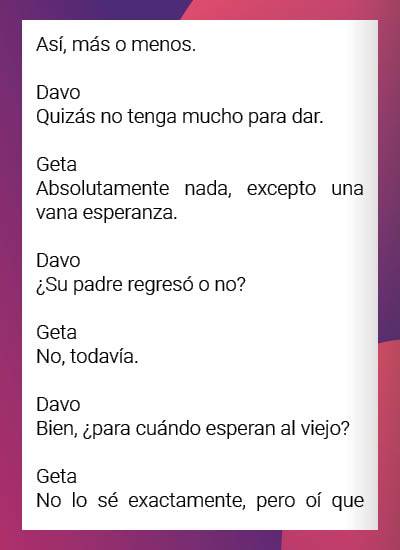 Así, más o menos.
Davo
Quizás no tenga mucho para dar.
Geta
Absolutamente nada, excepto una
vana esperanza.
Davo
¿Su padre regresó o no?
Geta
No, todavía.
Davo
Bien, ¿para cuándo esperan al viejo?
Geta
No lo sé exactamente, pero oí que